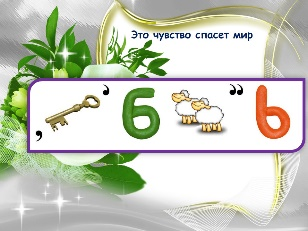 Это чувство спасет мир
, ’ Б ” Ь